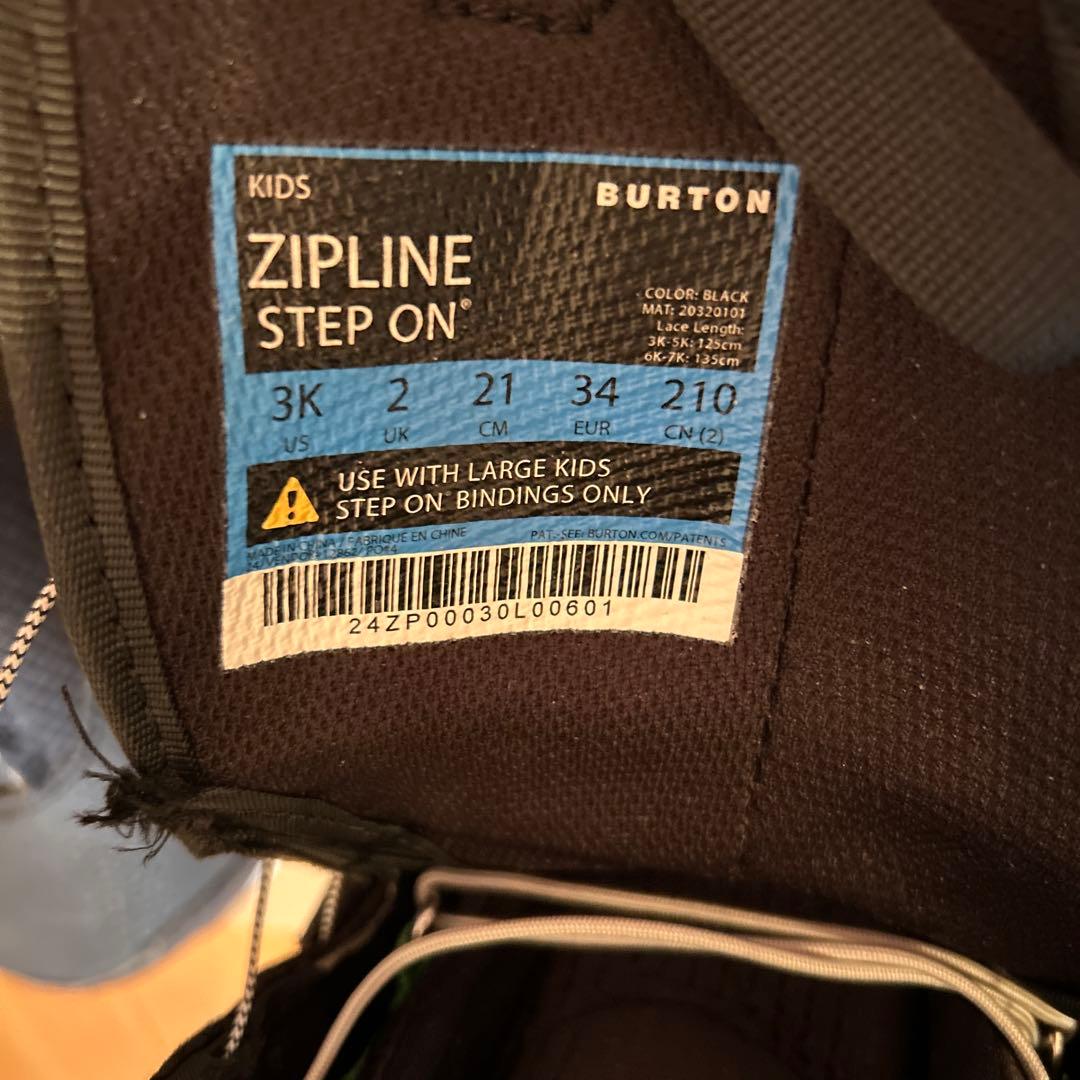 KIDS
BURTON
ZIPLINE
STEP ON®
COLOR: BLACK
MAT: 20320101
Lace Length:
3K-5K: 125cm
6K-7K: 135cm
3K 2 21 34 210
US UK CM EUR CN (2)
USE WITH LARGE KIDS
STEP ON BINDINGS ONLY
MADE IN CHINA / FABRIQUE EN CHINE
PAT.-SEE: BURTON.COM/PATENTS
24ZP00030L00601